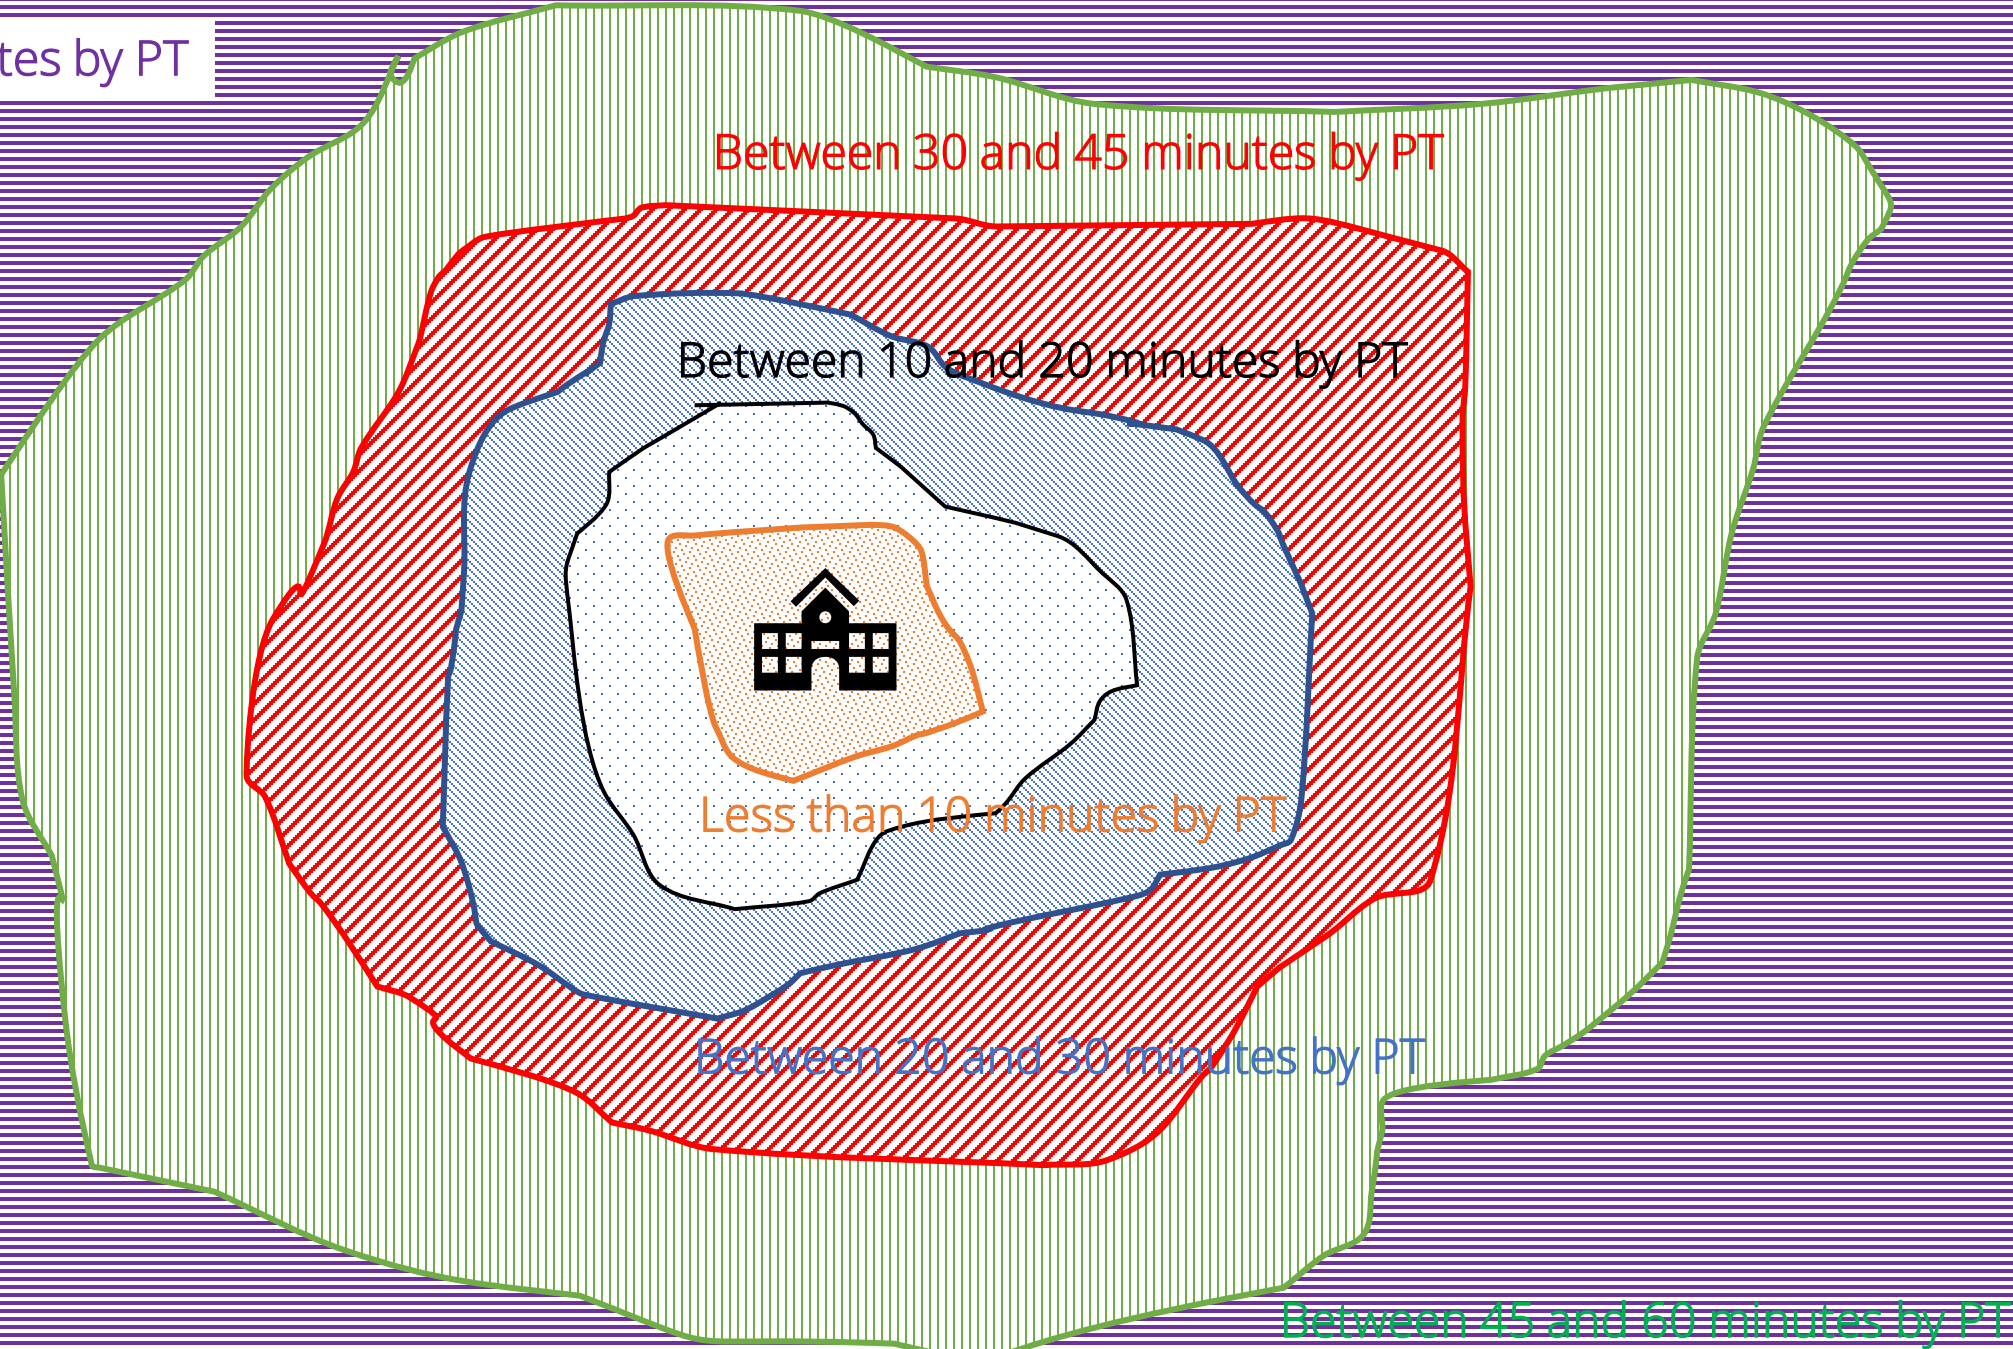 by PT
Between 30 and 45 minutes by PT
Between 10 and 20 minutes by PT
Less than 10 minutes by PT
Between 20 and 30 minutes by PT
Between 45 and 60 minutes by PT